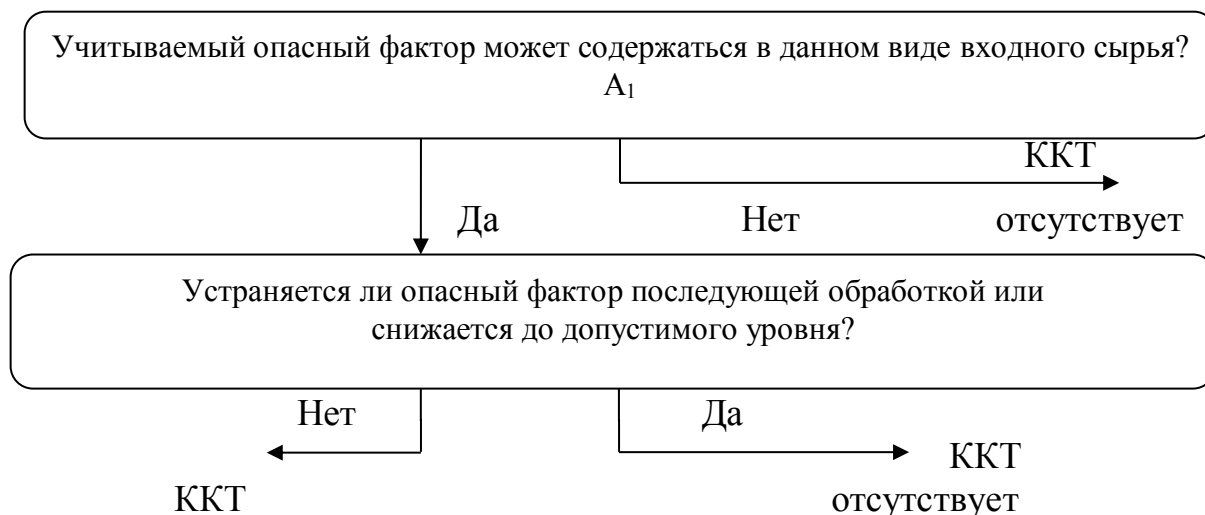 Учитываемый опасный фактор может содержаться в данном виде входного сырья?
А1
ККТ
Да
Нет
отсутствует
Устраняется ли опасный фактор последующей обработкой или
снижается до допустимого уровня?
Нет
Да
ККТ
ККТ
отсутствует